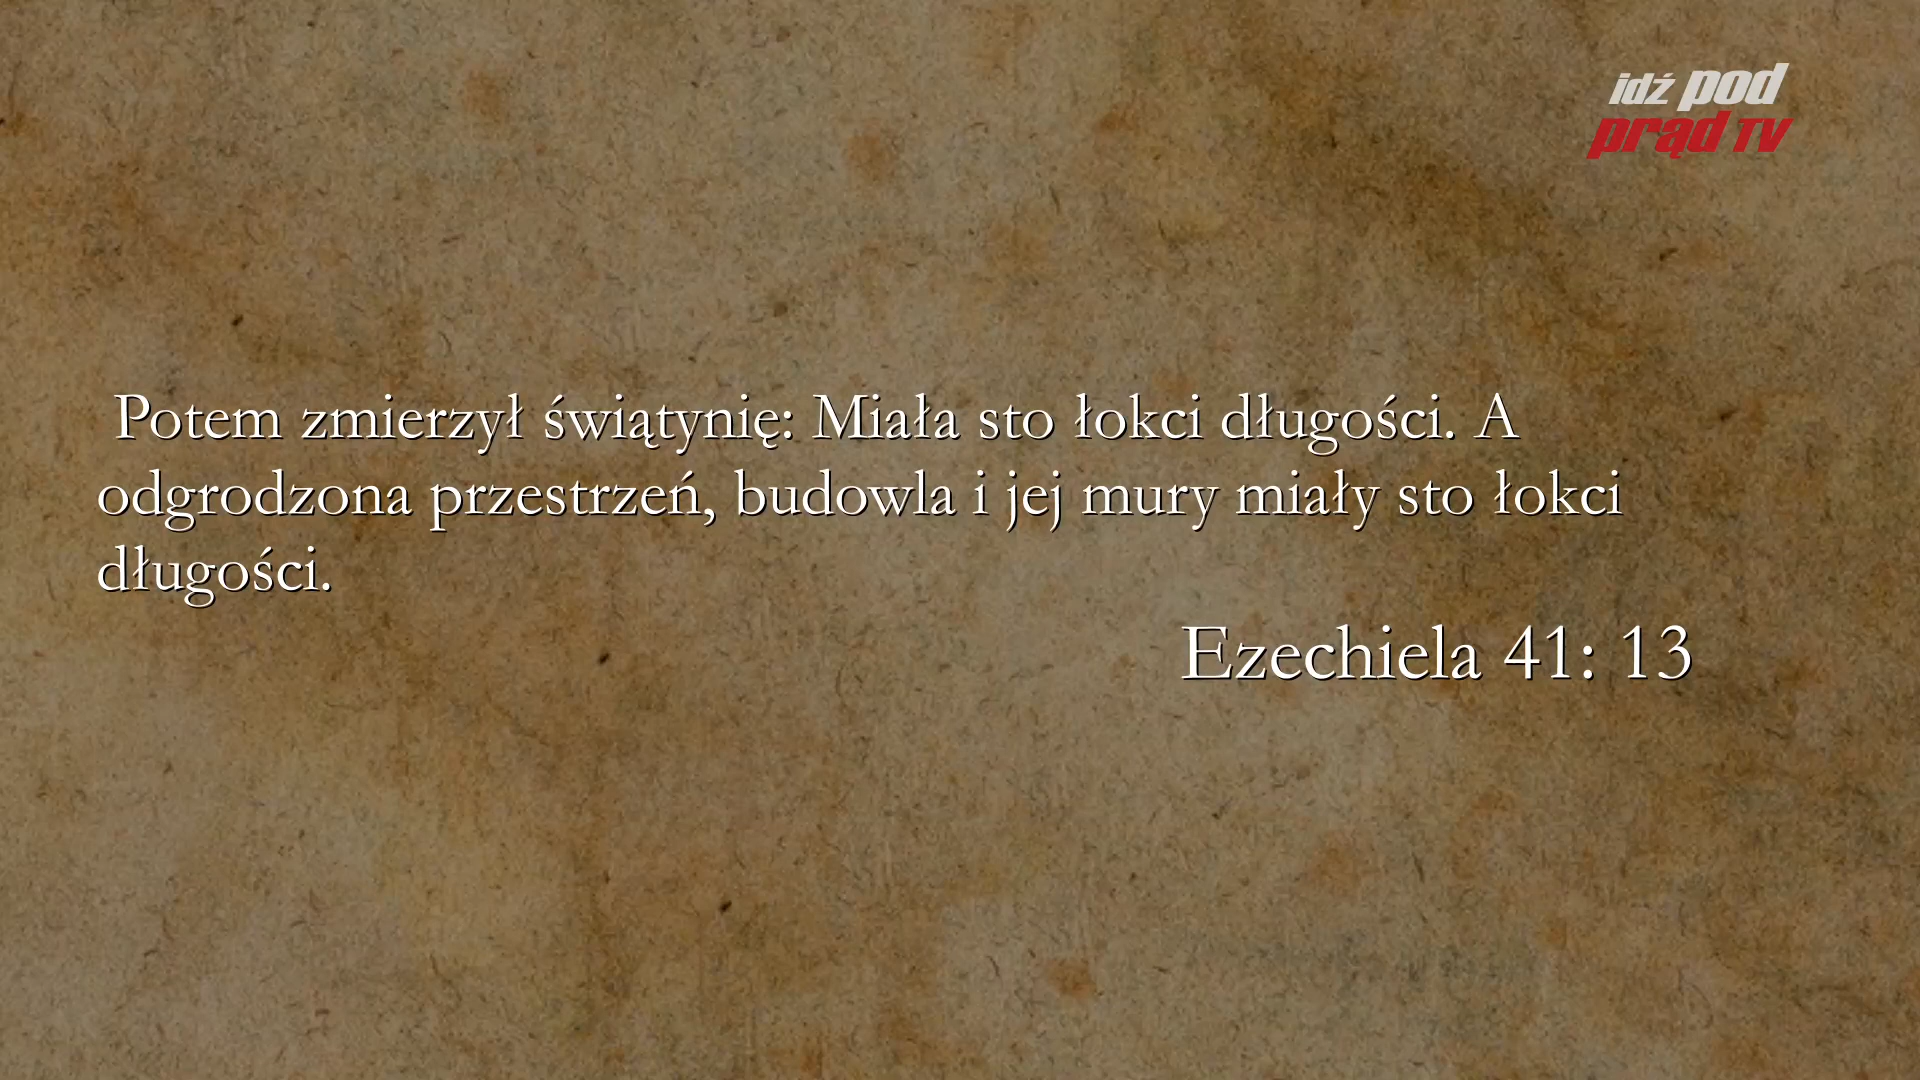 idź pod
prąd TV
Potem zmierzył świątynię: Miała sto łokci długości. A
odgrodzona przestrzeń, budowla i jej mury miały sto łokci
długości.
Ezechiela 41: 13